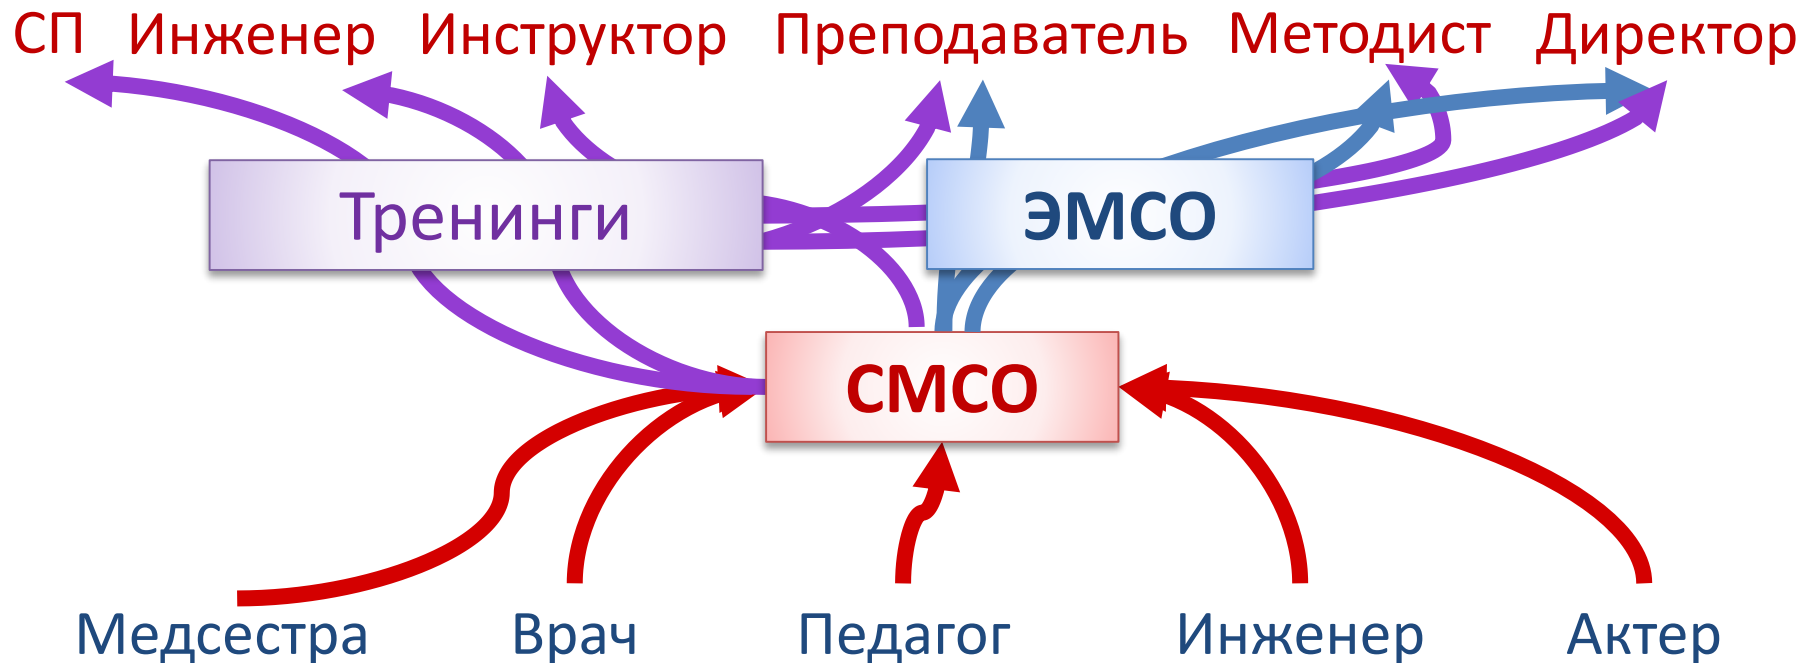 СП Инженер Инструктор Преподаватель Методист Директор
Тренинги ЭМСО
СМСО
Медсестра Врач Педагог Инженер Актер